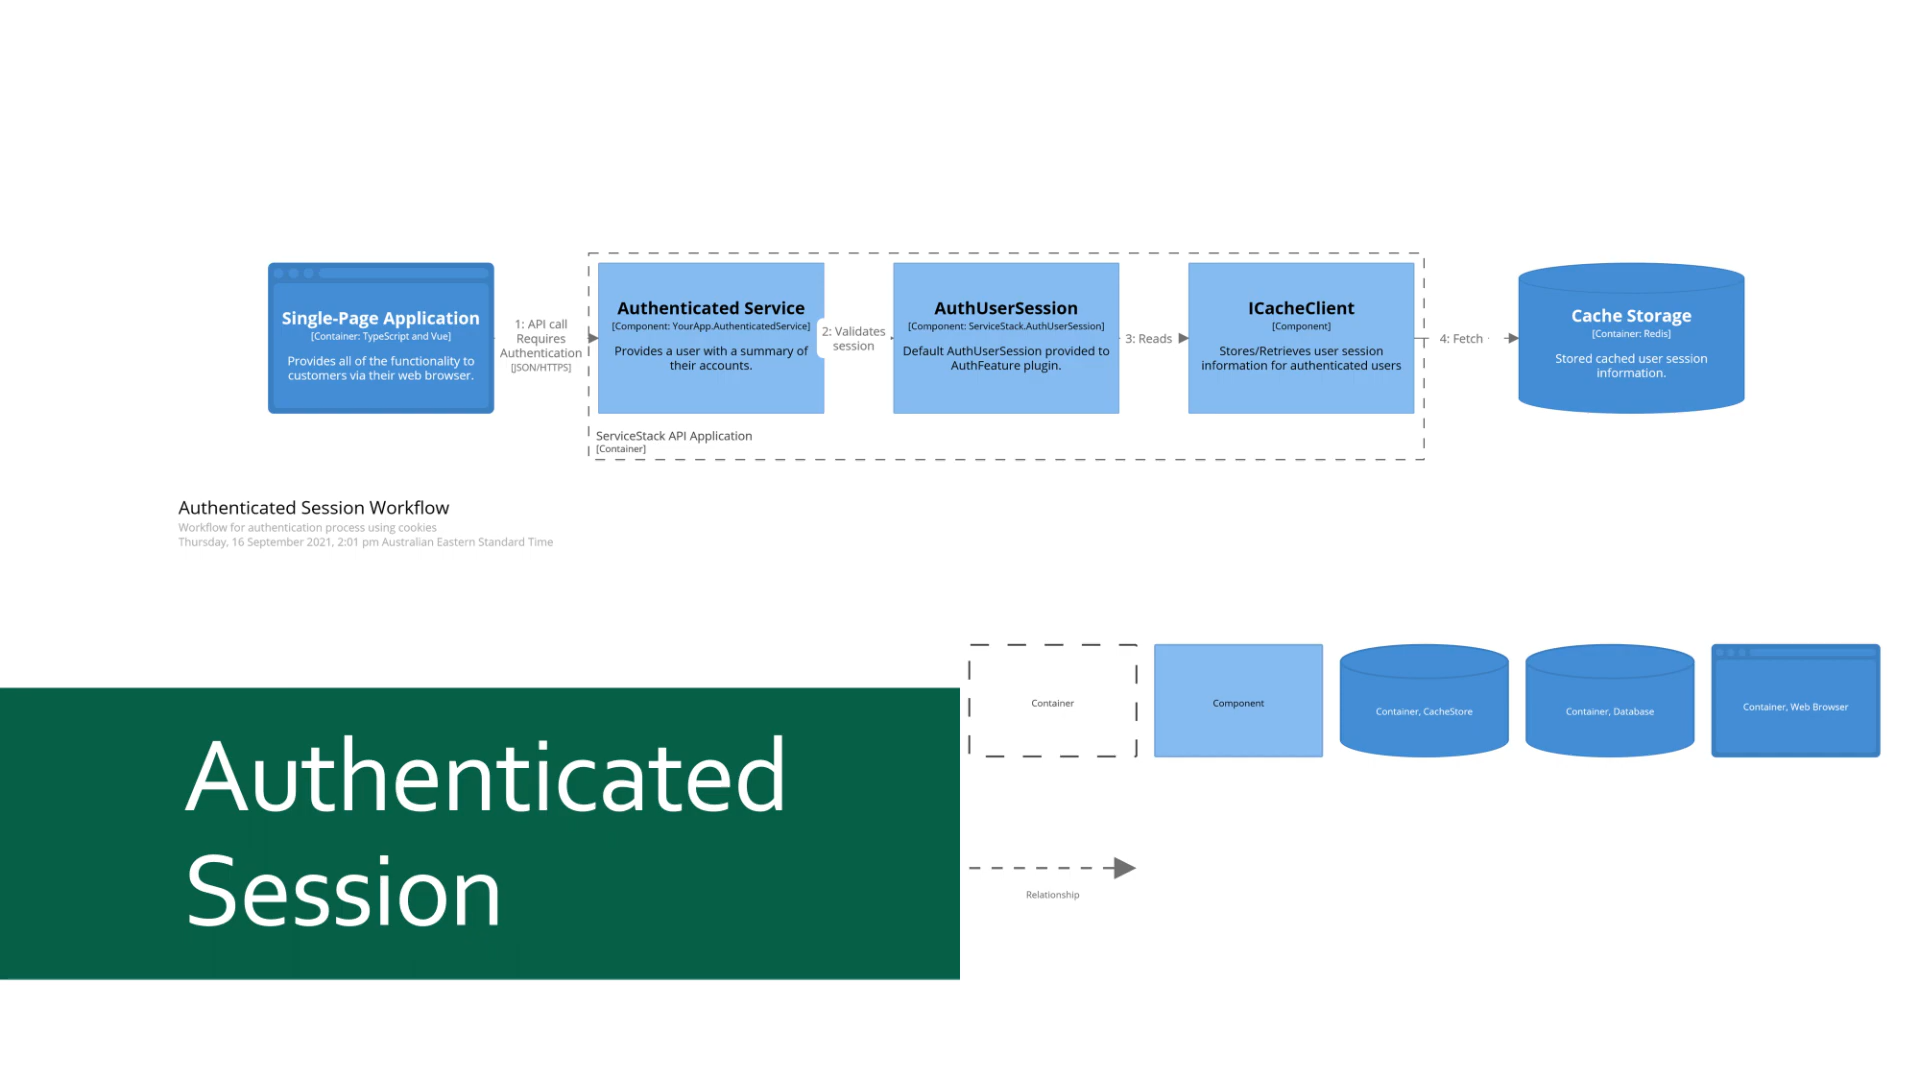 Single-Page Application
[Container: TypeScript and Vue]
Provides all of the functionality to
customers via their web browser.
1: API call
Requires
Authentication
[JSON/HTTPS]
Authenticated Service
[Component: YourApp.AuthenticatedService]
Provides a user with a summary of
their accounts.
2: Validates
session
AuthUserSession
[Component: ServiceStack.AuthUserSession]
Default AuthUserSession provided to
AuthFeature plugin.
3: Reads
ICacheClient
[Component]
Stores/Retrieves user session
information for authenticated users
4: Fetch
Cache Storage
[Container: Redis]
Stored cached user session
information.
ServiceStack API Application
[Container]
Authenticated Session Workflow
Workflow for authentication process using cookies
Thursday, 16 September 2021, 2:01 pm Australian Eastern Standard Time
Container
Component
Container, CacheStore
Container, Database
Container, Web Browser
Relationship
Authenticated
Session